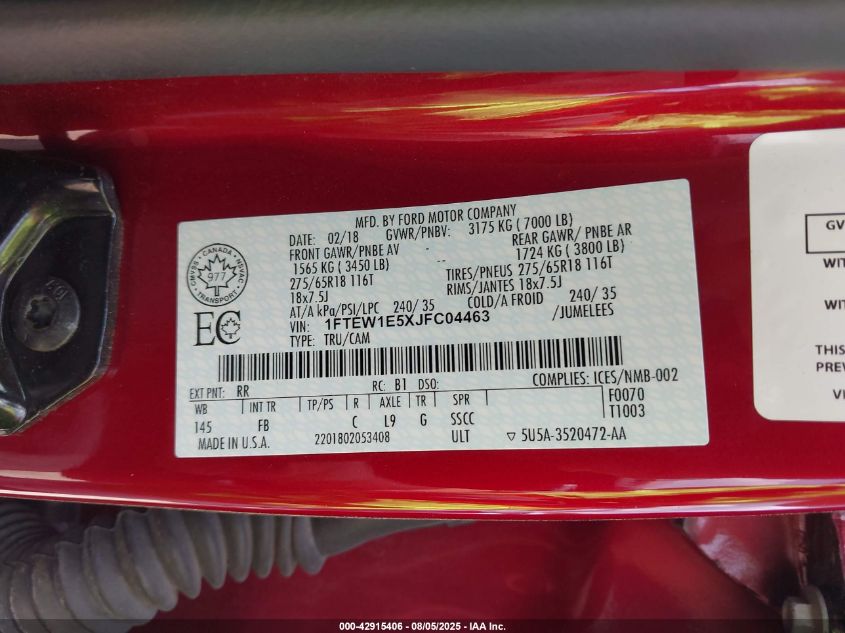 MFD. BY FORD MOTOR COMPANY
DATE: 02/18 GVWR/PNBV: 3175 KG ( 7000 LB)
FRONT GAWR/PNBE AV - REAR GAWR/ PNBE AR
1565 KG ( 3450 LB) -- 1724 KG ( 3800 LB)
275/65R18 116T TIRES/PNEUS 275/65R18 116T
18x7.5J RIMS/JANTES 18x7.5J
AT/A kPa/PSI/LPC 240/ 35 COLD/A FROID 240/ 35
VIN: 1FTEW1E5XJFC04463 /JUMELEES
TYPE: TRU/CAM
CANADA
CMVSS NSVAC
977
TRANSPORT
EC
EXT PNT: RR RC: B1 DSO: COMPLIES: ICES/NMB-002
WB INT TR TP/PS R AXLE TR SPR F0070
145 FB C L9 G SSCC T1003
MADE IN U.S.A. 2201802053408 ULT ▽ 5U5A-3520472-AA
GV
WIT
WIT
THIS
PREV
VI
000-42915406 - 08/05/2025 - IAA Inc.